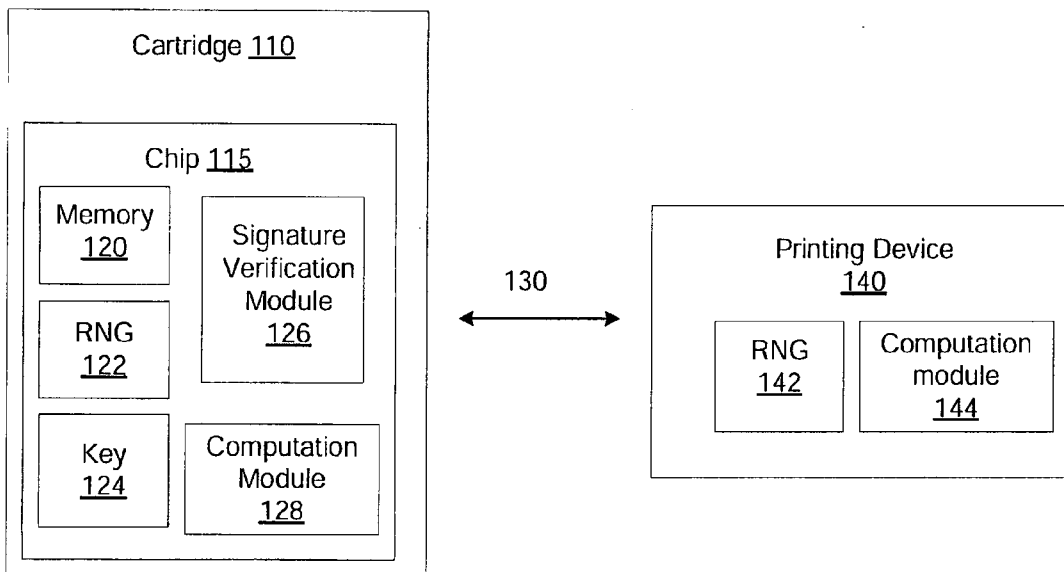 Cartridge 110
Chip 115
Memory
120
Signature
Verification
Module
126
RNG
122
Key
124
Computation
Module
128
130
Printing Device
140
RNG
142
Computation
module
144